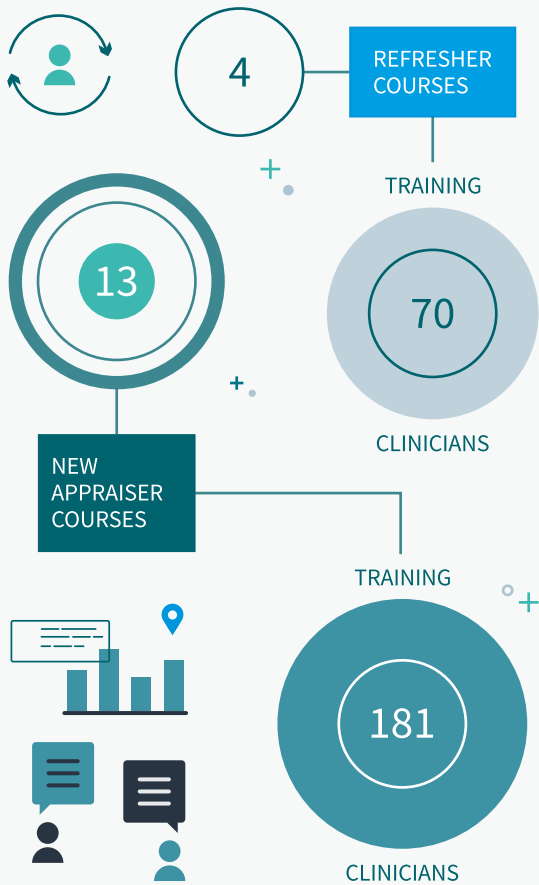 4
REFRESHER
COURSES
TRAINING
70
CLINICIANS
13
NEW
APPRAISER
COURSES
TRAINING
181
CLINICIANS